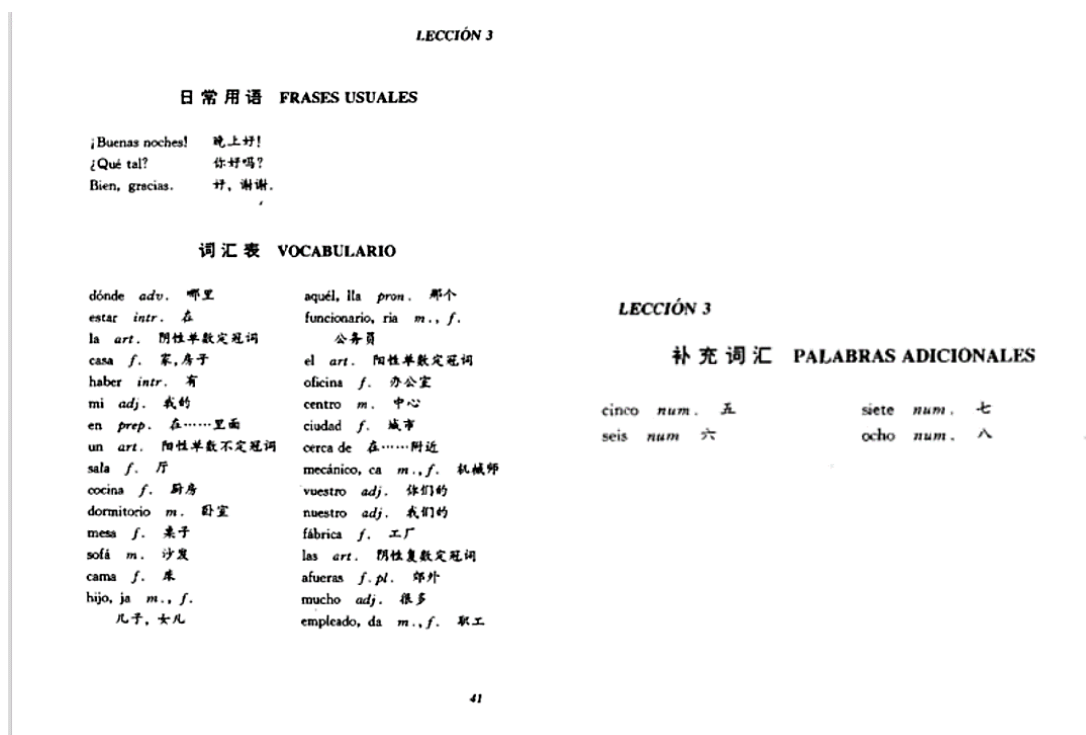 LECCIÓN 3
日常用语 FRASES USUALES
¡Buenas noches! 晚上好!
¿Qué tal? 你好吗?
Bien, gracias. 好, 谢谢.
词汇表 VOCABULARIO
dónde adv. 哪里
estar intr. 在
la art. 阴性单数定冠词
casa f. 家,房子
haber intr. 有
mi adj. 我的
en prep. 在……里面
un art. 阳性单数不定冠词
sala f. 厅
cocina f. 厨房
dormitorio m. 卧室
mesa f. 桌子
sofá m. 沙发
cama f. 床
hijo, ja m., f.
儿子, 女儿
aquél, lla pron. 那个
funcionario, ria m., f.
公务员
el art. 阳性单数定冠词
oficina f. 办公室
centro m. 中心
ciudad f. 城市
cerca de 在……附近
mecánico, ca m., f. 机械师
vuestro adj. 你们的
nuestro adj. 我们的
fábrica f. 工厂
las art. 阴性复数定冠词
afueras f. pl. 郊外
mucho adj. 很多
empleado, da m., f. 职工
41
LECCIÓN 3
补充词汇 PALABRAS ADICIONALES
cinco num. 五
seis num 六
siete num. 七
ocho num. 八